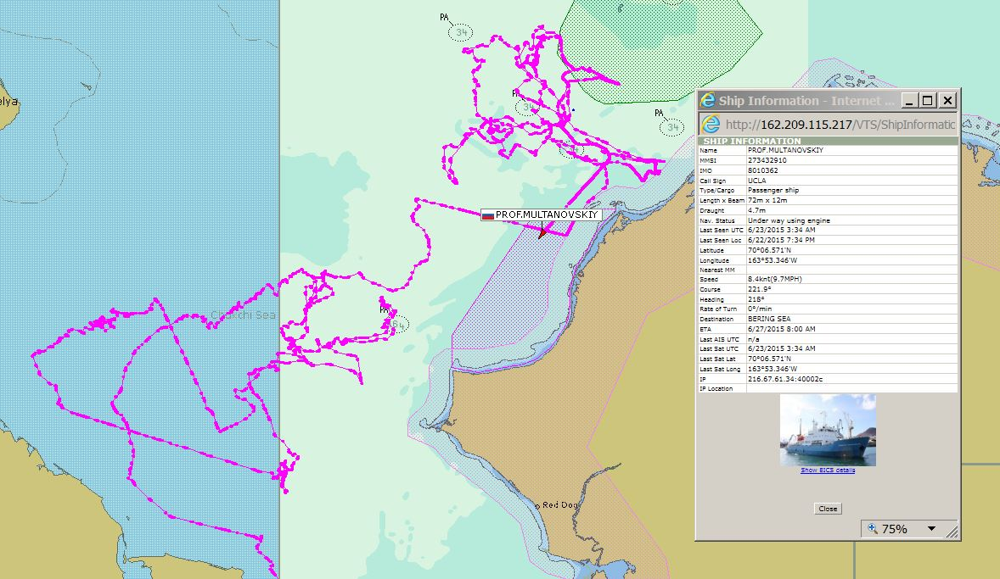 PA
34
elya
PA
34
PA
34
PROF.MULTANOVSKIY
Chukchi Sea
PA
64
Red Dog
Ship Information - Internet ...
http://162.209.115.217/VTS/ShipInformatic
SHIP INFORMATION
Name PROF.MULTANOVSKIY
MMSI 273432910
IMO 8010362
Call Sign UCLA
Type/Cargo Passenger ship
Length x Beam 72m x 12m
Draught 4.7m
Nav. Status Under way using engine
Last Seen UTC 6/23/2015 3:34 AM
Last Seen Loc 6/22/2015 7:34 PM
Latitude 70°06.571'N
Longitude 163°53.346'W
Nearest MM
Speed 8.4knt(9.7MPH)
Course 221.9°
Heading 218°
Rate of Turn 0°/min
Destination BERING SEA
ETA 6/27/2015 8:00 AM
Last AIS UTC n/a
Last Sat UTC 6/23/2015 3:34 AM
Last Sat Lat 70°06.571'N
Last Sat Long 163°53.346'W
IP 216.67.61.34:40002c
IP Location
Show EICS details
Close
75%